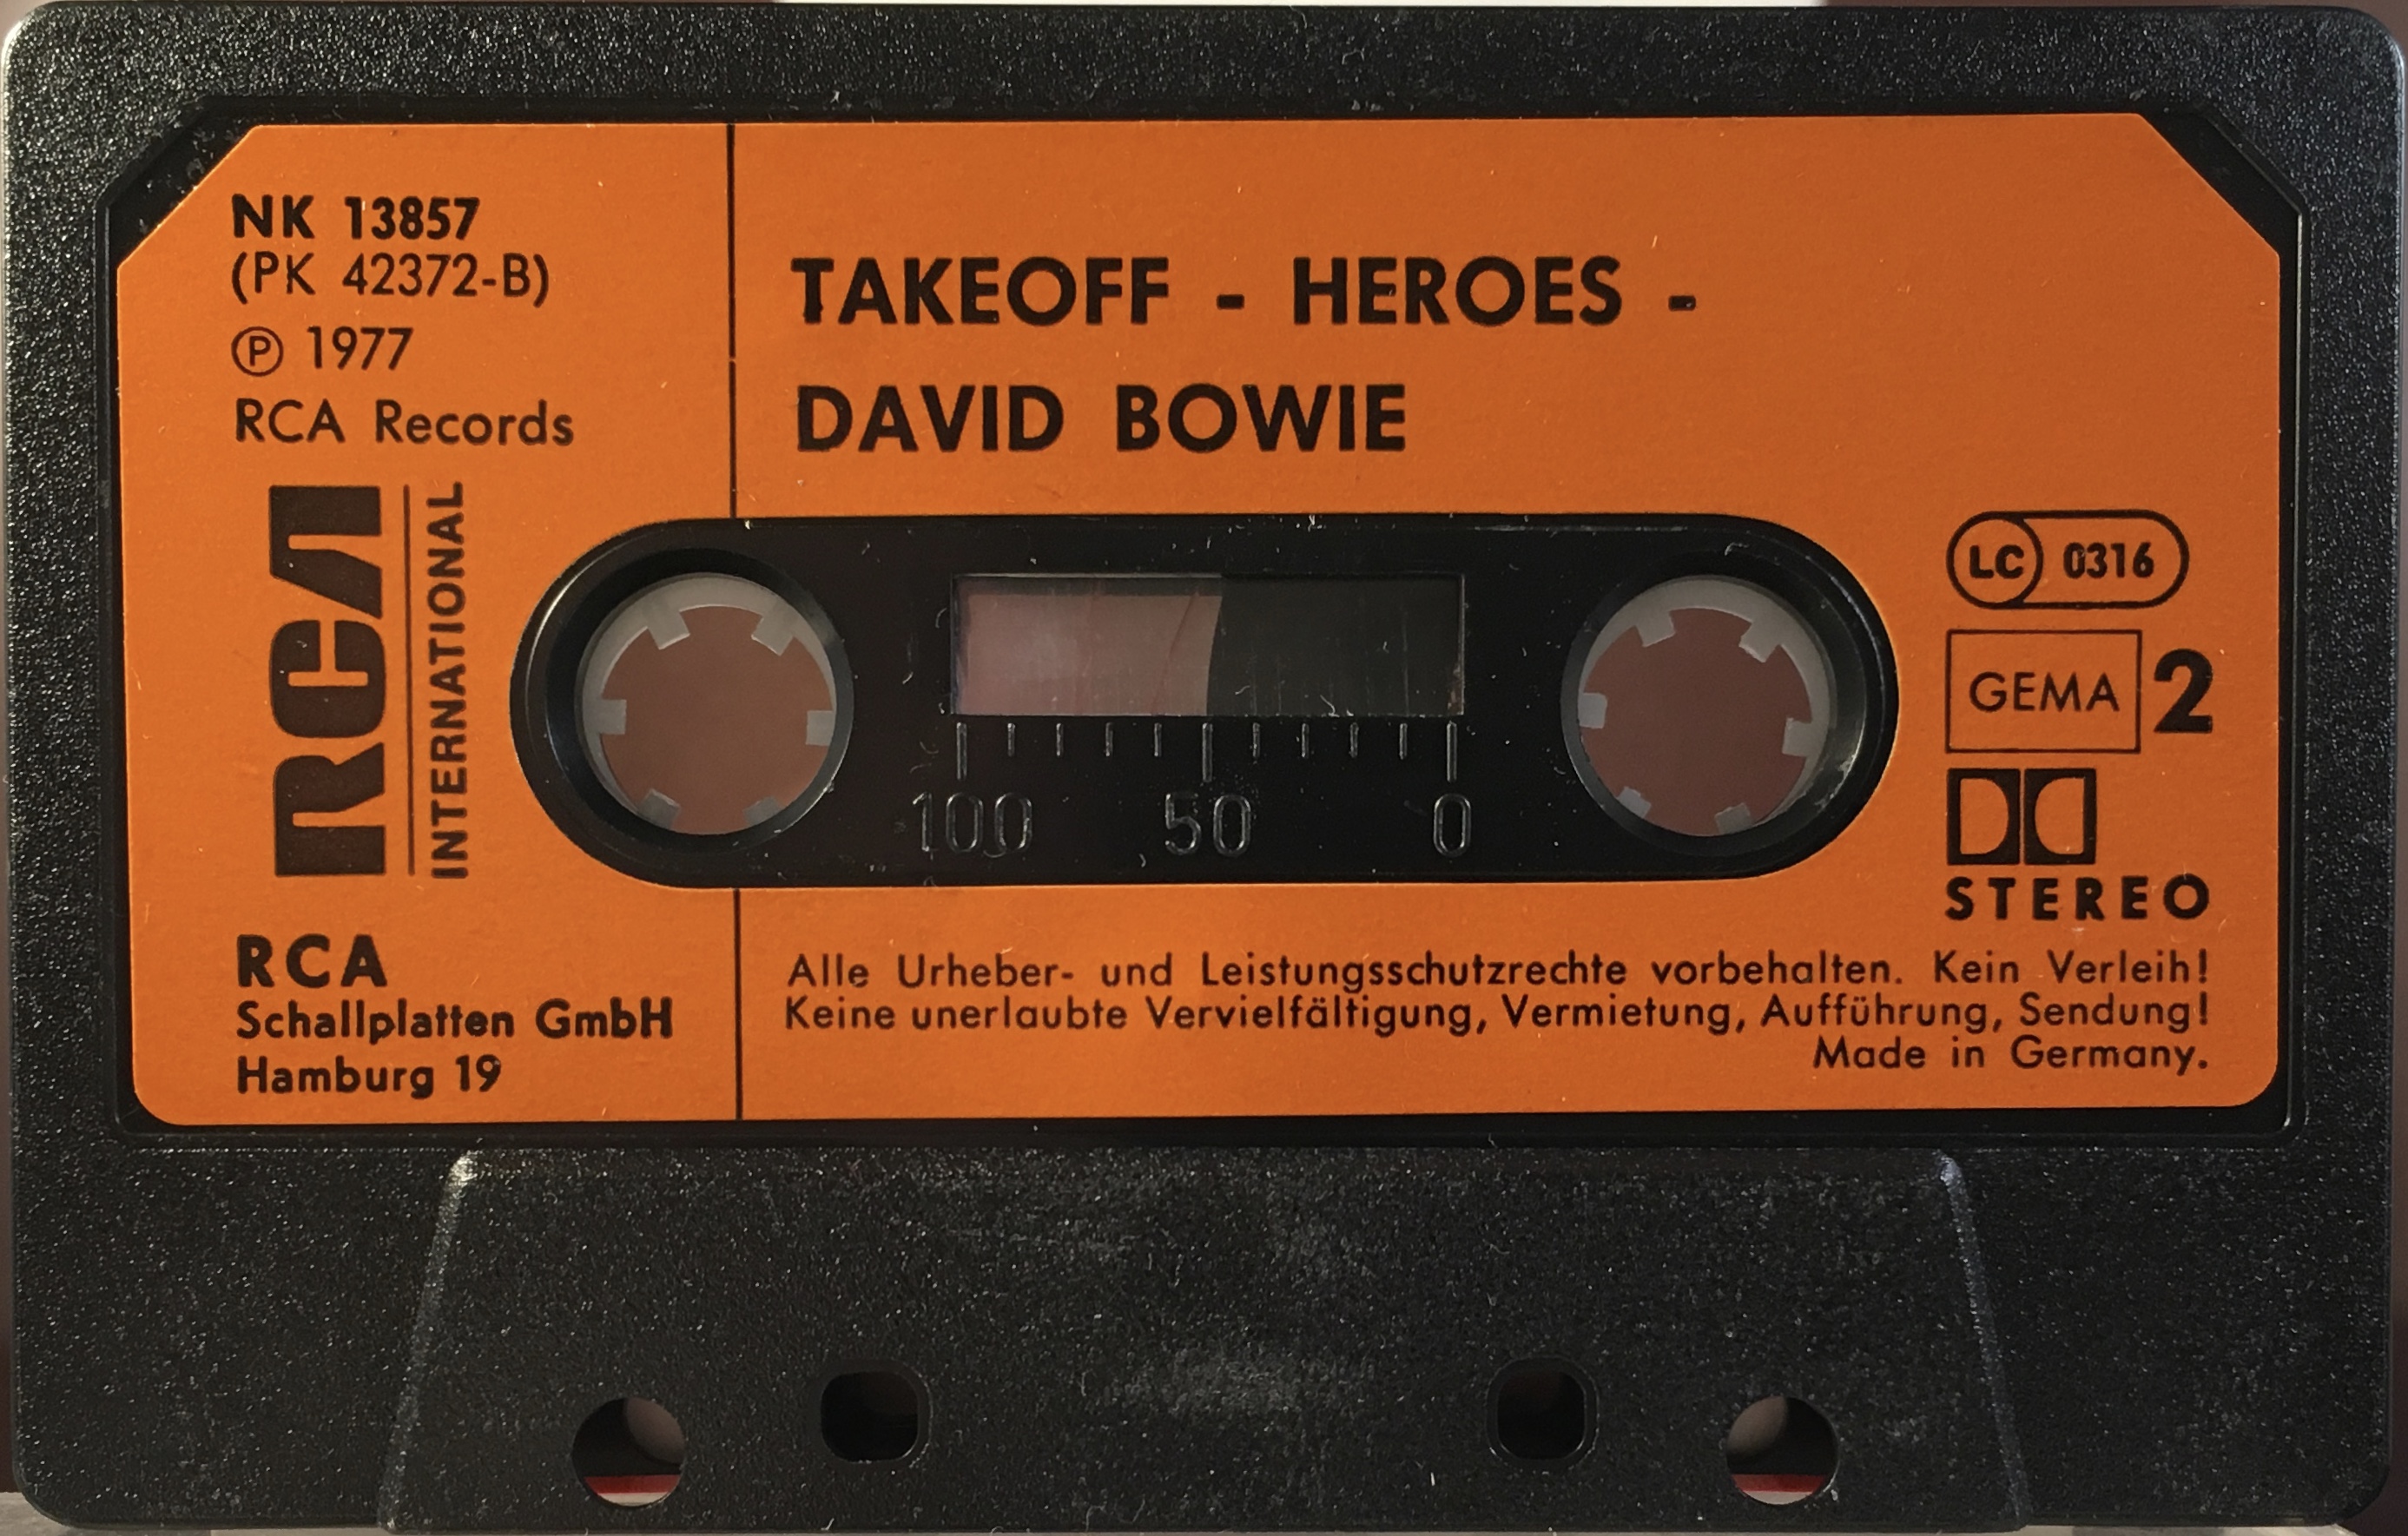 NK 13857
(PK 42372-B)
Ⓟ 1977
RCA Records
RCA
INTERNATIONAL
RCA
Schallplatten GmbH
Hamburg 19
TAKEOFF - HEROES -
DAVID BOWIE
100 50 0
LC 0316
GEMA 2
STEREO
Alle Urheber- und Leistungsschutzrechte vorbehalten. Kein Verleih!
Keine unerlaubte Vervielfältigung, Vermietung, Aufführung, Sendung!
Made in Germany.